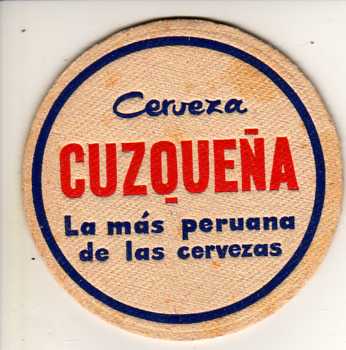 Cerveza
CUZQUEÑA
La más peruana
de las cervezas